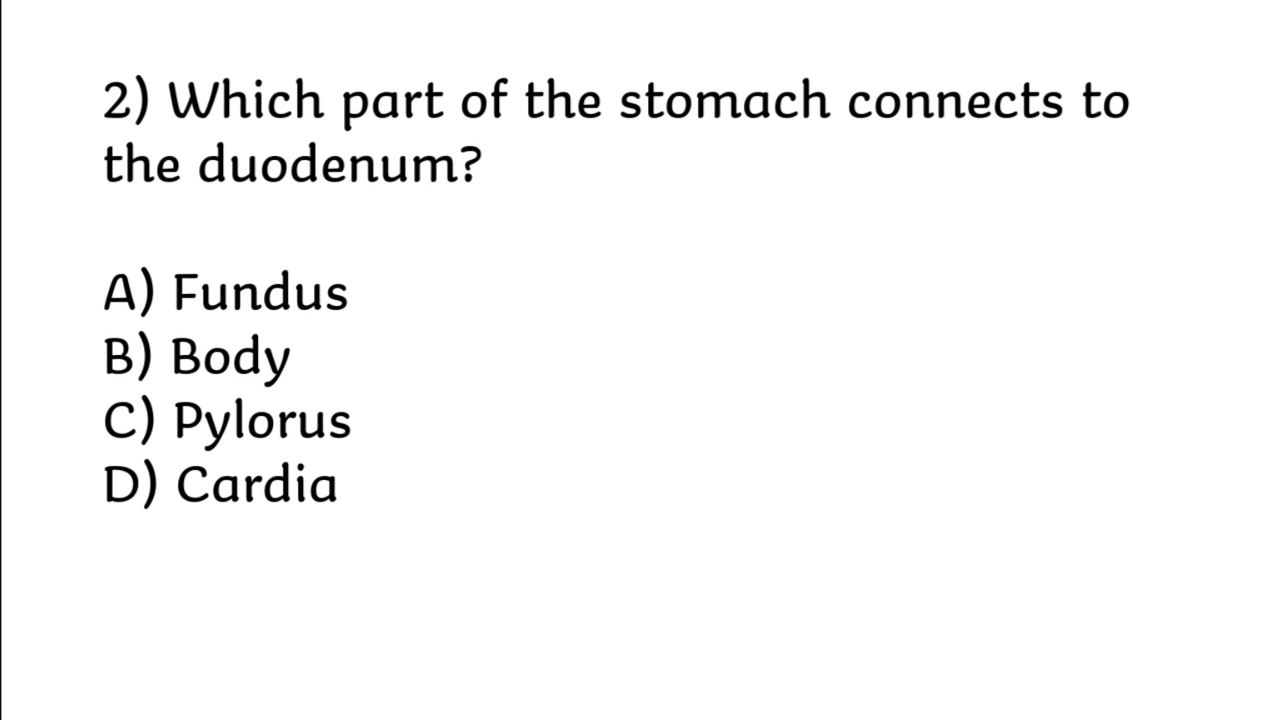 2) Which part of the stomach connects to
the duodenum?
A) Fundus
B) Body
C) Pylorus
D) Cardia